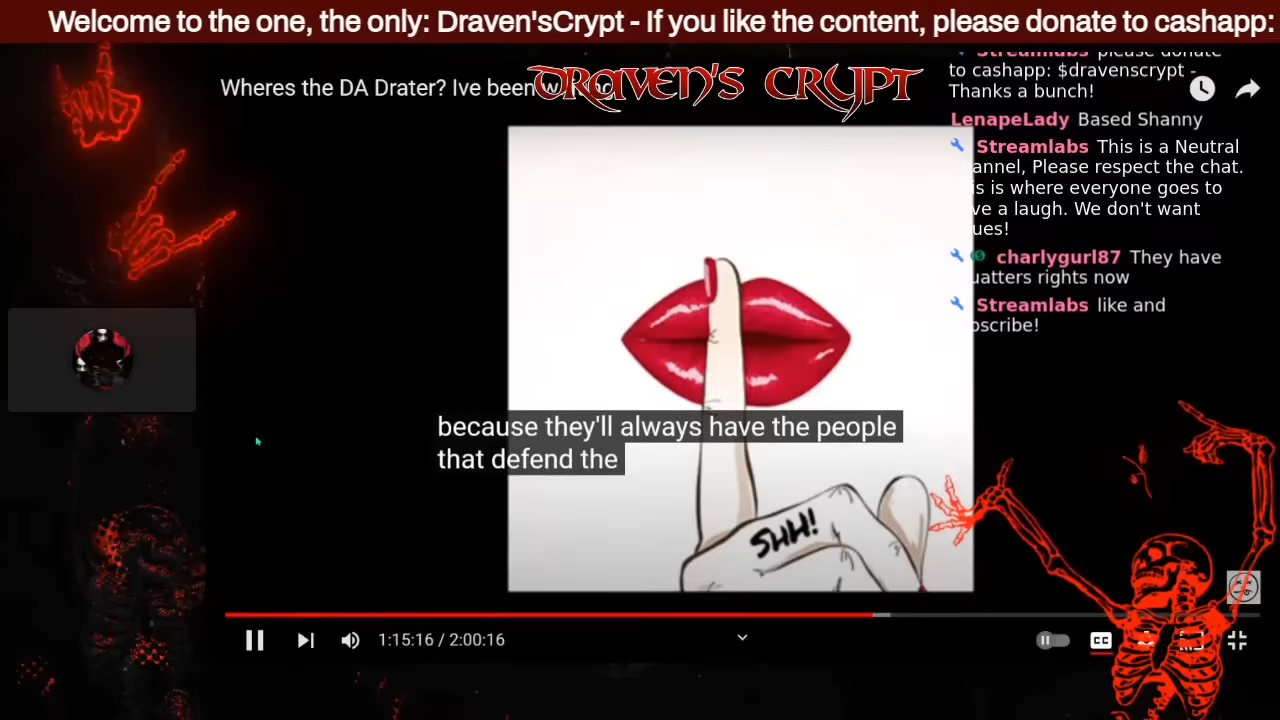 Welcome to the one, the only: Draven'sCrypt - If you like the content, please donate to cashapp:
Wheres the DA Drater? Ive been
DRAVEN'S CRYPT
Streamlabs please donate
to cashapp: $dravenscrypt -
Thanks a bunch!
LenapeLady Based Shanny
Streamlabs This is a Neutral
annel, Please respect the chat.
is is where everyone goes to
ve a laugh. We don't want
ues!
charlygurl87 They have
uatters rights now
Streamlabs like and
bscribe!
because they'll always have the people
that defend the
SHH!
1:15:16 / 2:00:16
CC